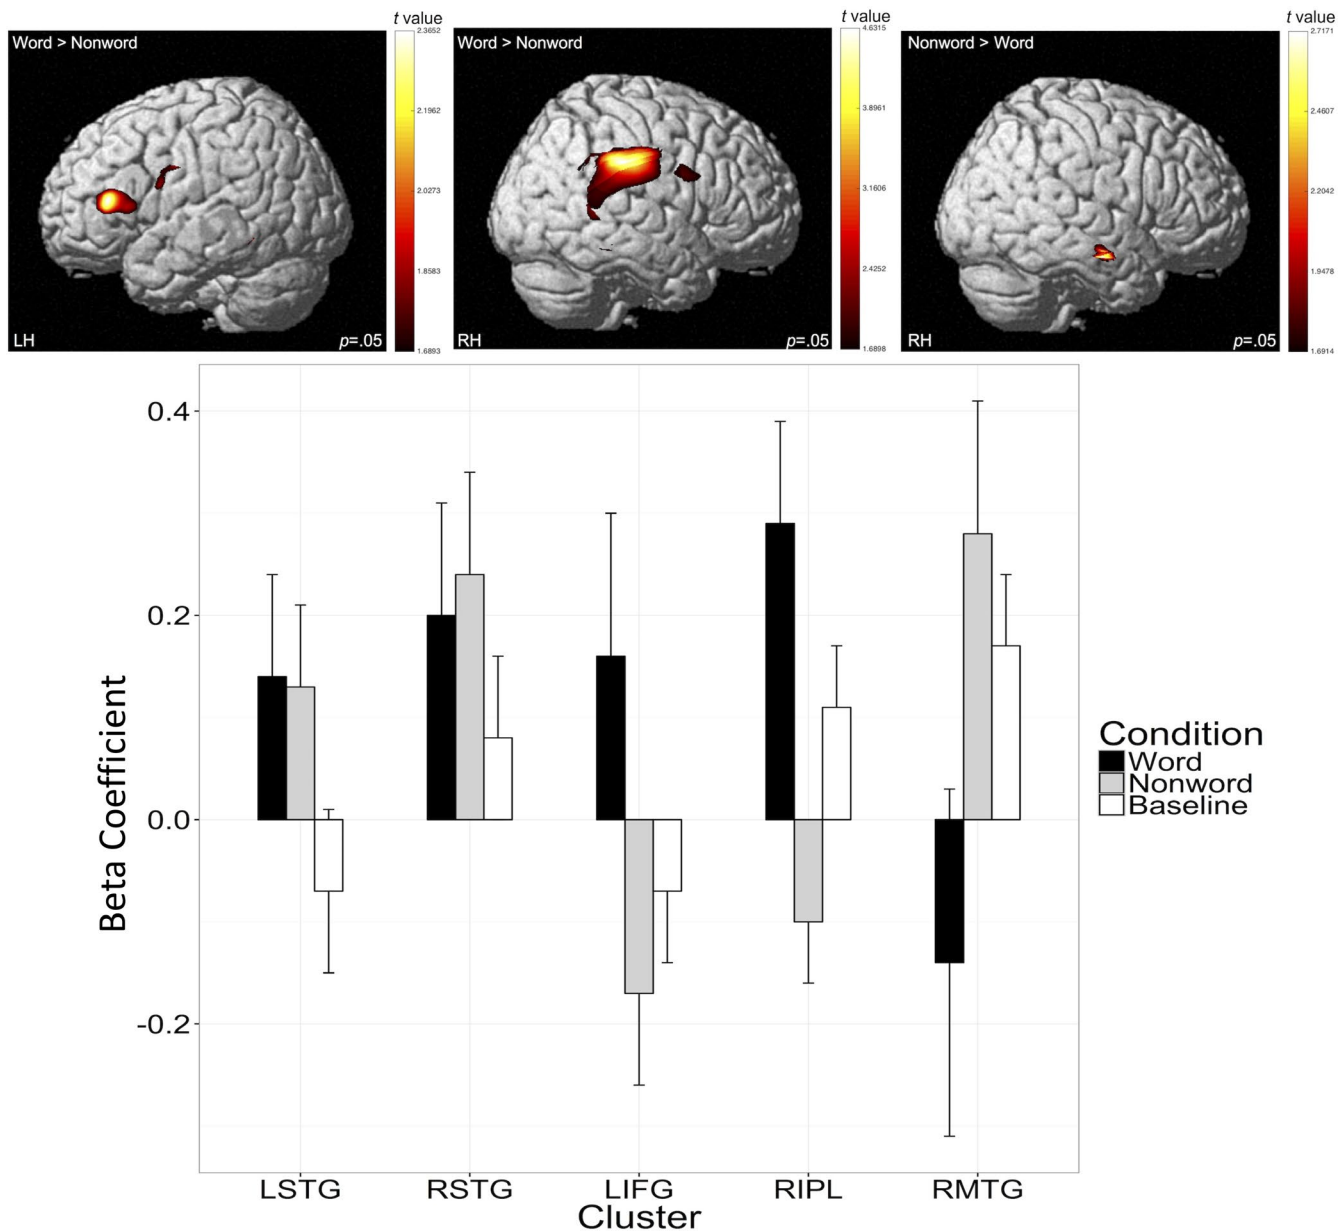 t value
Word > Nonword
2.3652
2.1962
2.0273
1.8583
1.6893
LH
p=.05
t value
Word > Nonword
4.6315
3.8961
3.1606
2.4252
1.6898
RH
p=.05
t value
Nonword > Word
2.7171
2.4607
2.2042
1.9478
1.6914
RH
p=.05
0.4
0.2
0.0
-0.2
Beta Coefficient
Condition
Word
Nonword
Baseline
LSTG RSTG LIFG RIPL RMTG
Cluster